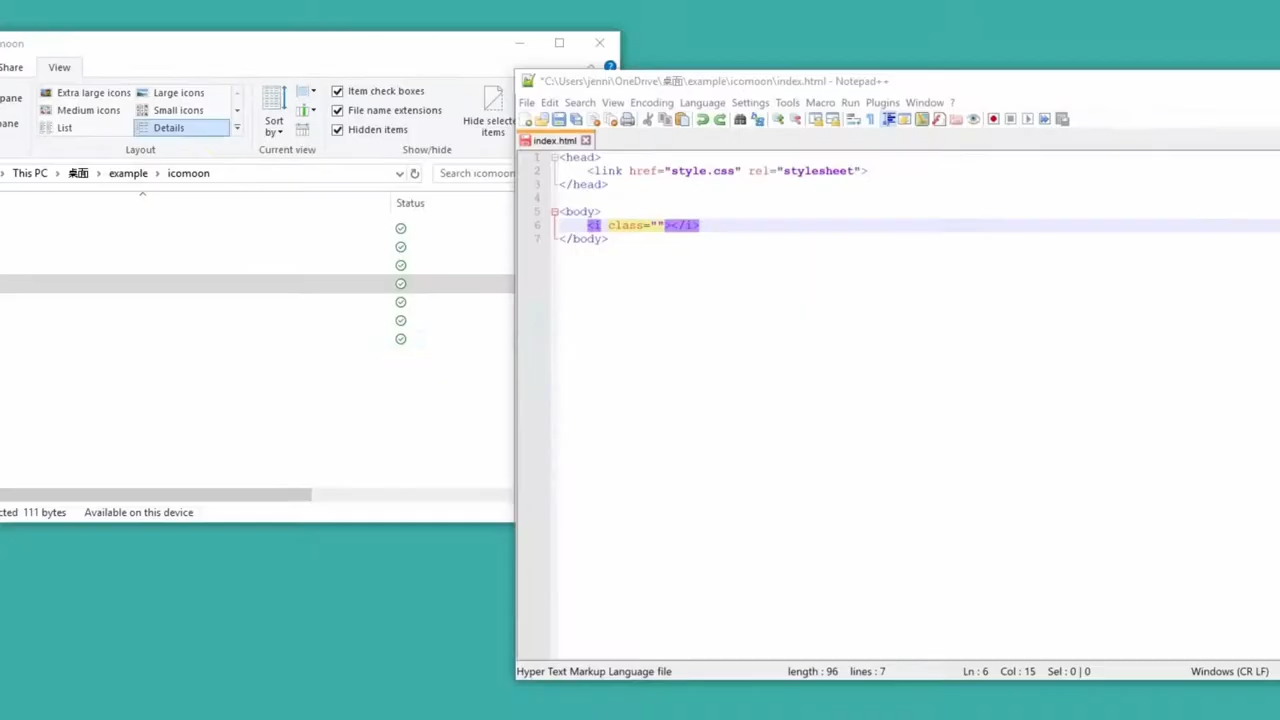 moon
Share
View
pane
ane
Extra large icons
Large icons
Medium icons
Small icons
List
Details
Layout
Sort
by
Current view
Item check boxes
File name extensions
Hidden items
Show/hide
Hide selecte
items
This PC > 桌面 > example > icomoon
Search icomoon
Status
cted 111 bytes
Available on this device
*C:\Users\jenni\OneDrive\桌面\example\icomoon\index.html - Notepad++
File Edit Search View Encoding Language Settings Tools Macro Run Plugins Window ?
index.html
1 <head>
2 <link href="style.css" rel="stylesheet">
3 </head>
4
5 <body>
6 <i class=""></i>
7 </body>
Hyper Text Markup Language file
length : 96 lines : 7
Ln : 6 Col : 15 Sel : 0 | 0
Windows (CR LF)